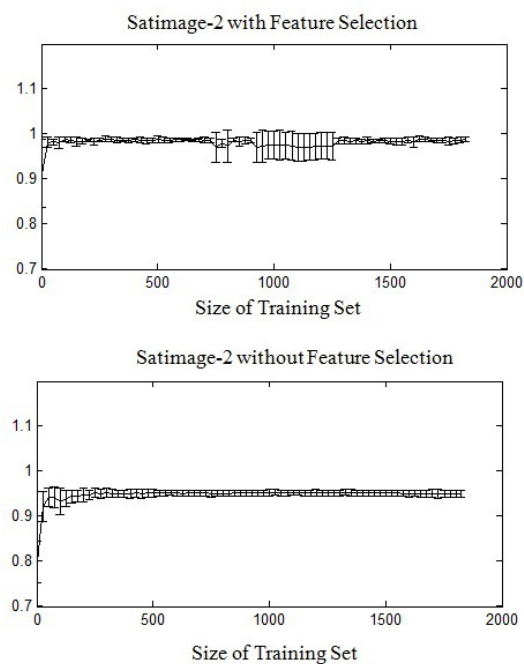 Satimage-2 with Feature Selection
1.1
1
0.9
0.8
0.7
0 500 1000 1500 2000
Size of Training Set
Satimage-2 without Feature Selection
1.1
1
0.9
0.8
0.7
0 500 1000 1500 2000
Size of Training Set